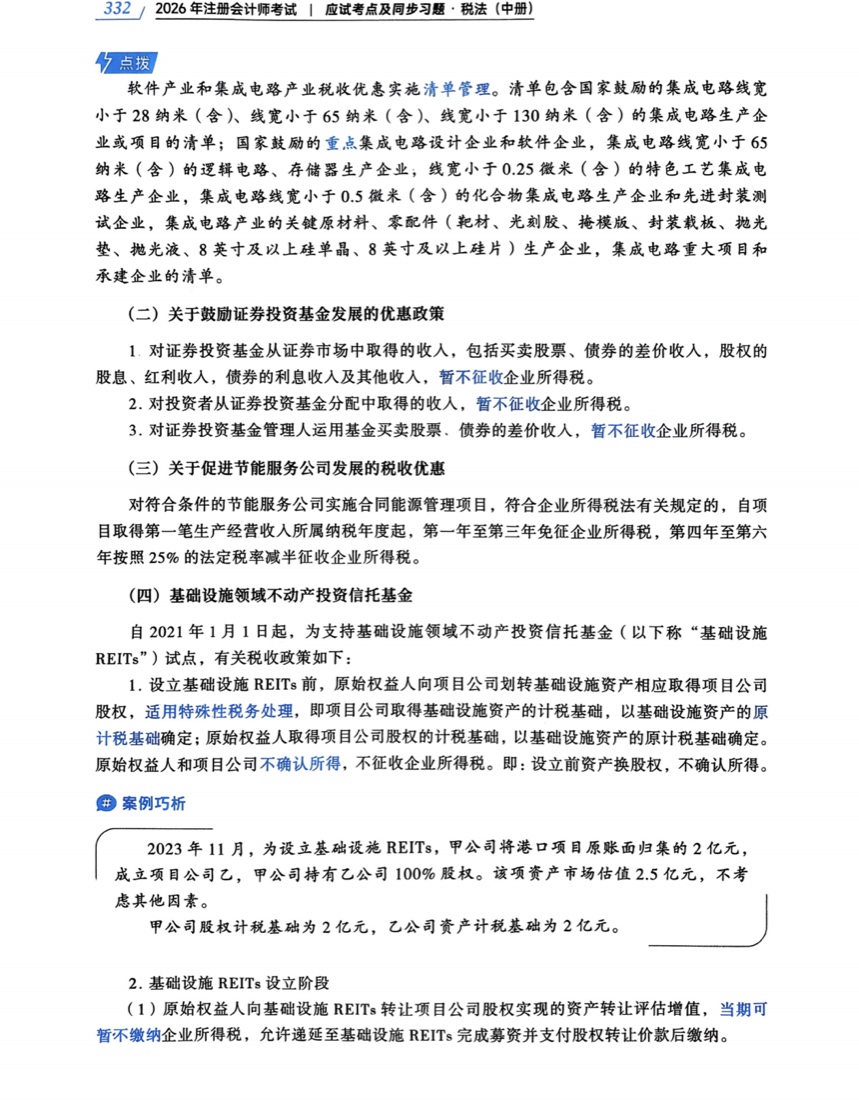 332 2026年注册会计师考试 | 应试考点及同步习题·税法（中册）
点拨
软件产业和集成电路产业税收优惠实施清单管理。清单包含国家鼓励的集成电路线宽
小于28纳米（含）、线宽小于65纳米（含）、线宽小于130纳米（含）的集成电路生产企
业或项目的清单；国家鼓励的重点集成电路设计企业和软件企业，集成电路线宽小于65
纳米（含）的逻辑电路、存储器生产企业，线宽小于0.25微米（含）的特色工艺集成电
路生产企业，集成电路线宽小于0.5微米（含）的化合物集成电路生产企业和先进封装测
试企业，集成电路产业的关键原材料、零配件（靶材、光刻胶、掩模版、封装载板、抛光
垫、抛光液、8英寸及以上硅单晶、8英寸及以上硅片）生产企业，集成电路重大项目和
承建企业的清单。
（二）关于鼓励证券投资基金发展的优惠政策
1. 对证券投资基金从证券市场中取得的收入，包括买卖股票、债券的差价收入，股权的
股息、红利收入，债券的利息收入及其他收入，暂不征收企业所得税。
2. 对投资者从证券投资基金分配中取得的收入，暂不征收企业所得税。
3. 对证券投资基金管理人运用基金买卖股票、债券的差价收入，暂不征收企业所得税。
（三）关于促进节能服务公司发展的税收优惠
对符合条件的节能服务公司实施合同能源管理项目，符合企业所得税法有关规定的，自项
目取得第一笔生产经营收入所属纳税年度起，第一年至第三年免征企业所得税，第四年至第六
年按照25%的法定税率减半征收企业所得税。
（四）基础设施领域不动产投资信托基金
自2021年1月1日起，为支持基础设施领域不动产投资信托基金（以下称“基础设施
REITs”）试点，有关税收政策如下：
1. 设立基础设施REITs前，原始权益人向项目公司划转基础设施资产相应取得项目公司
股权，适用特殊性税务处理，即项目公司取得基础设施资产的计税基础，以基础设施资产的原
计税基础确定；原始权益人取得项目公司股权的计税基础，以基础设施资产的原计税基础确定。
原始权益人和项目公司不确认所得，不征收企业所得税。即：设立前资产换股权，不确认所得。
# 案例巧析
2023年11月，为设立基础设施REITs，甲公司将港口项目原账面归集的2亿元，
成立项目公司乙，甲公司持有乙公司100%股权。该项资产市场估值2.5亿元，不考
虑其他因素。
甲公司股权计税基础为2亿元，乙公司资产计税基础为2亿元。
2. 基础设施REITs设立阶段
（1）原始权益人向基础设施REITs转让项目公司股权实现的资产转让评估增值，当期可
暂不缴纳企业所得税，允许递延至基础设施REITs完成募资并支付股权转让价款后缴纳。